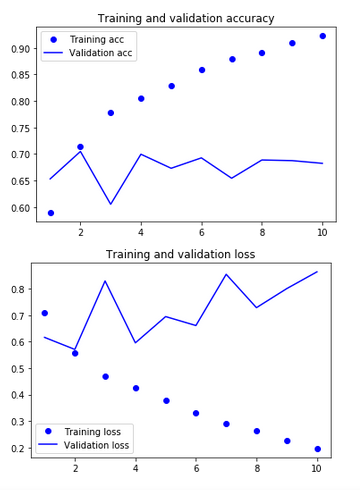 Training and validation accuracy
Training acc
Validation acc
0.90
0.85
0.80
0.75
0.70
0.65
0.60
2 4 6 8 10
Training and validation loss
0.8
0.7
0.6
0.5
0.4
0.3
0.2
Training loss
Validation loss
2 4 6 8 10